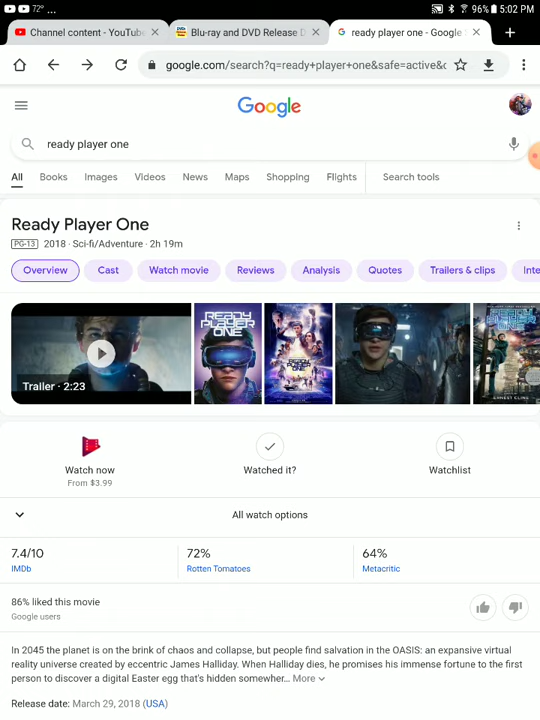 72°
96% 5:02 PM
Channel content - YouTube
Blu-ray and DVD Release D
ready player one - Google
google.com/search?q=ready+player+one&safe=active&c
Google
ready player one
All Books Images Videos News Maps Shopping Flights Search tools
Ready Player One
PG-13 2018 · Sci-fi/Adventure · 2h 19m
Overview Cast Watch movie Reviews Analysis Quotes Trailers & clips Inte
READY
PLAYER
ONE
Trailer · 2:23
Watch now Watched it? Watchlist
From $3.99
All watch options
7.4/10 72% 64%
IMDb Rotten Tomatoes Metacritic
86% liked this movie
Google users
In 2045 the planet is on the brink of chaos and collapse, but people find salvation in the OASIS: an expansive virtual
reality universe created by eccentric James Halliday. When Halliday dies, he promises his immense fortune to the first
person to discover a digital Easter egg that's hidden somewher... More
Release date: March 29, 2018 (USA)